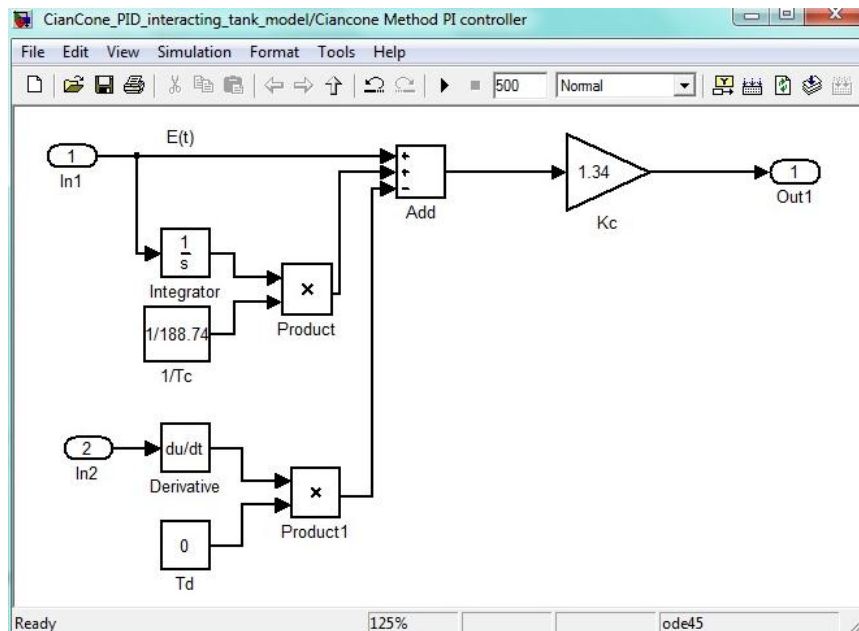 CianCone_PID_interacting_tank_model/Ciancone Method PI controller
File Edit View Simulation Format Tools Help
500 Normal
E(t)
1
In1
+
+
−
Add
1.34
Kc
1
Out1
1
s
Integrator
×
Product
1/188.74
1/Tc
2
In2
du/dt
Derivative
×
Product1
0
Td
Ready 125% ode45